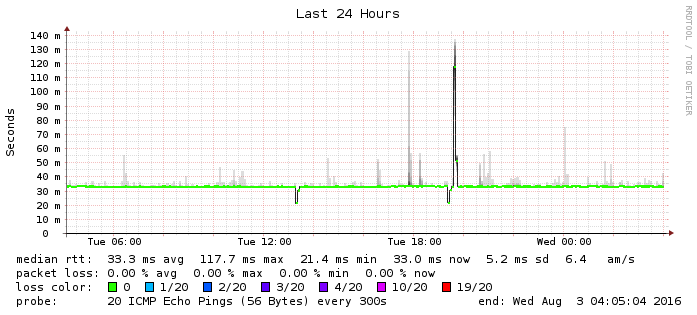 Last 24 Hours
RRDTOOL / TOBI OETIKER
Seconds
140 m
130 m
120 m
110 m
100 m
90 m
80 m
70 m
60 m
50 m
40 m
30 m
20 m
10 m
0
Tue 06:00 Tue 12:00 Tue 18:00 Wed 00:00
median rtt: 33.3 ms avg 117.7 ms max 21.4 ms min 33.0 ms now 5.2 ms sd 6.4 am/s
packet loss: 0.00 % avg 0.00 % max 0.00 % min 0.00 % now
loss color: 0 1/20 2/20 3/20 4/20 10/20 19/20
probe: 20 ICMP Echo Pings (56 Bytes) every 300s end: Wed Aug 3 04:05:04 2016